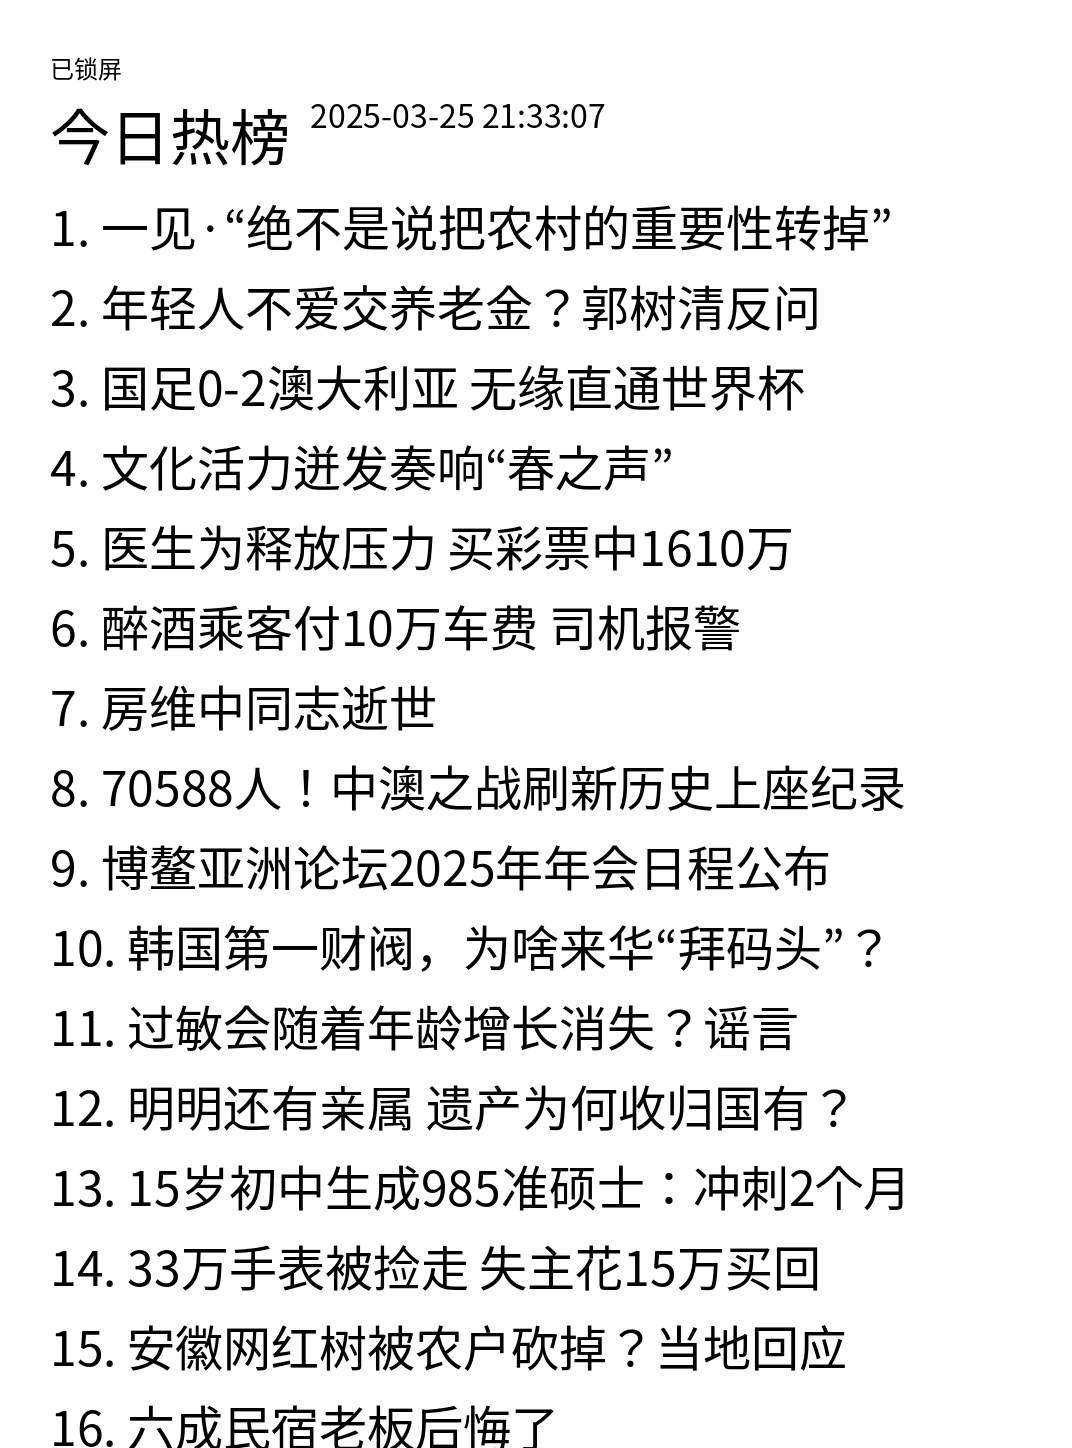 已锁屏
今日热榜 2025-03-25 21:33:07
1. 一见·“绝不是说把农村的重要性转掉”
2. 年轻人不爱交养老金？郭树清反问
3. 国足0-2澳大利亚 无缘直通世界杯
4. 文化活力迸发奏响“春之声”
5. 医生为释放压力 买彩票中1610万
6. 醉酒乘客付10万车费 司机报警
7. 房维中同志逝世
8. 70588人！中澳之战刷新历史上座纪录
9. 博鳌亚洲论坛2025年年会日程公布
10. 韩国第一财阀，为啥来华“拜码头”？
11. 过敏会随着年龄增长消失？谣言
12. 明明还有亲属 遗产为何收归国有？
13. 15岁初中生成985准硕士：冲刺2个月
14. 33万手表被捡走 失主花15万买回
15. 安徽网红树被农户砍掉？当地回应
16. 六成民宿老板后悔了